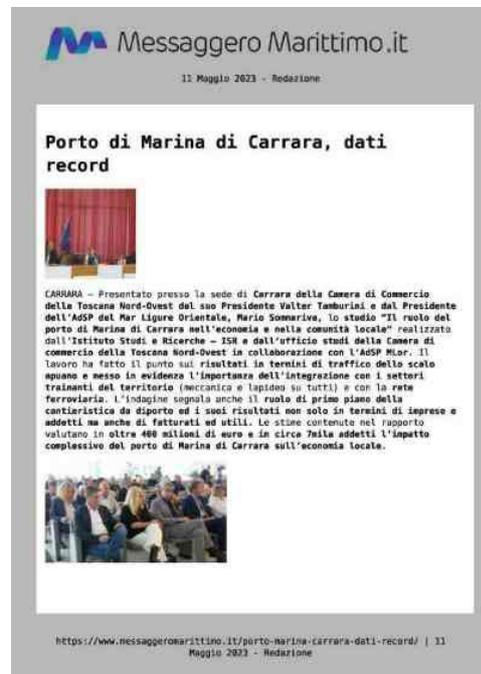 Messaggero Marittimo.it
11 Maggio 2023 - Redazione
Porto di Marina di Carrara, dati
record
CARRARA – Presentato presso la sede di Carrara della Camera di Commercio
della Toscana Nord-Ovest dal suo Presidente Valter Tamburini e dal Presidente
dell'AdSP del Mar Ligure Orientale, Mario Sommariva, lo studio "Il ruolo del
porto di Marina di Carrara nell'economia e nella comunità locale" realizzato
dall'Istituto Studi e Ricerche – ISR e dall'ufficio studi della Camera di
commercio della Toscana Nord-Ovest in collaborazione con l'AdSP MLor. Il
lavoro ha fatto il punto sui risultati in termini di traffico dello scalo
apuano e messo in evidenza l'importanza dell'integrazione con i settori
trainanti del territorio (meccanica e lapideo su tutti) e con la rete
ferroviaria. L'indagine segnala anche il ruolo di primo piano della
cantieristica da diporto ed i suoi risultati non solo in termini di imprese e
addetti ma anche di fatturati ed utili. Le stime contenute nel rapporto
valutano in oltre 400 milioni di euro e in circa 7mila addetti l'impatto
complessivo del porto di Marina di Carrara sull'economia locale.
https://www.messaggeromarittimo.it/porto-marina-carrara-dati-record/ | 11
Maggio 2023 - Redazione